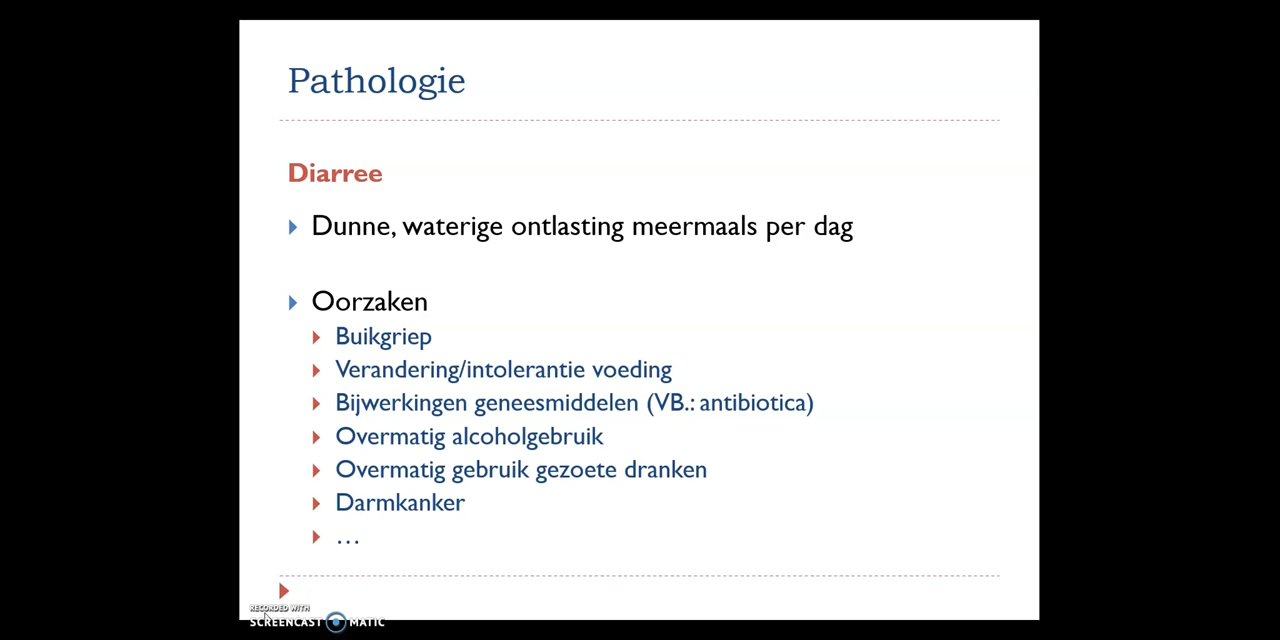 Pathologie
Diarree
Dunne, waterige ontlasting meermaals per dag
Oorzaken
Buikgriep
Verandering/intolerantie voeding
Bijwerkingen geneesmiddelen (VB.: antibiotica)
Overmatig alcoholgebruik
Overmatig gebruik gezoete dranken
Darmkanker
…
RECORDED WITH
SCREENCAST MATIC